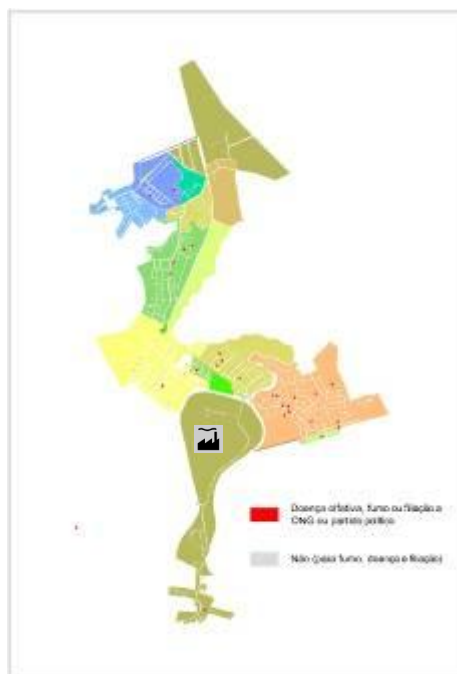 Doença olfativa, fumo ou filiação a
ONG ou partido político
Não (para fumo, doença e filiação)